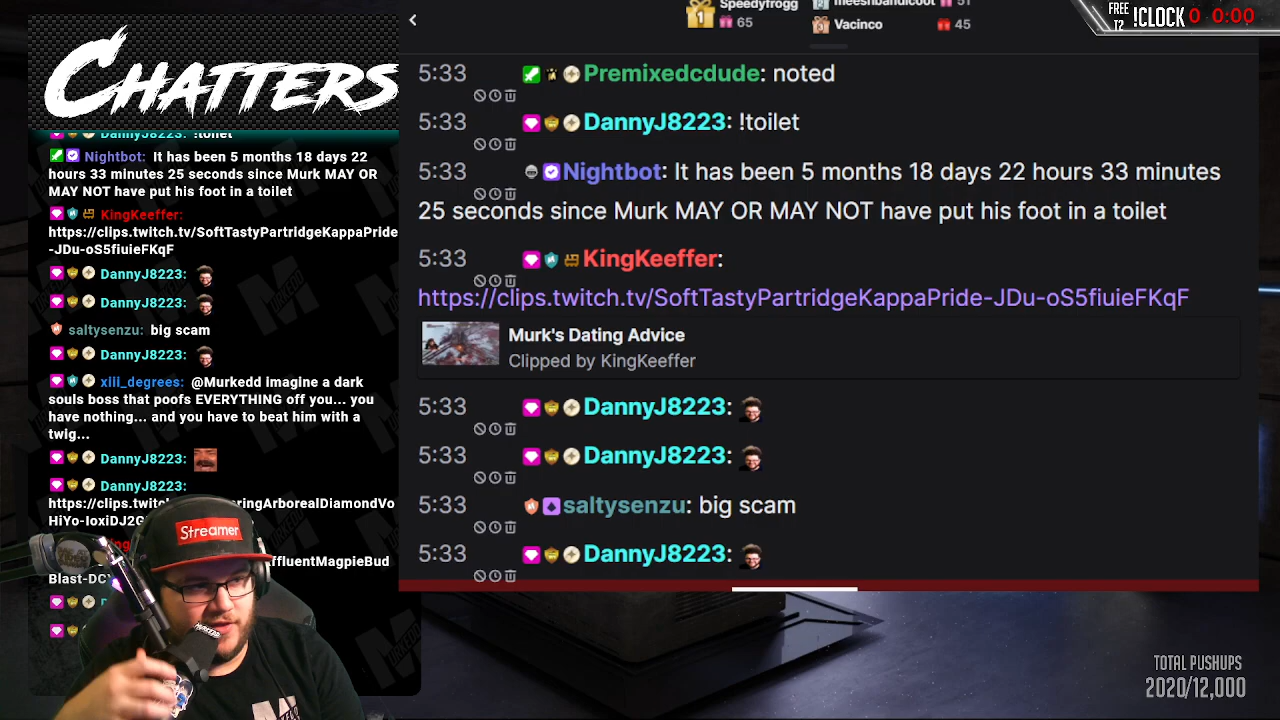 Speedyfrogg
65
meeshbandicoot 51
Vacinco 45
FREE
T2
!CLOCK 0 0:00
CHATTERS
DannyJ8223: !toilet
Nightbot: It has been 5 months 18 days 22
hours 33 minutes 25 seconds since Murk MAY OR
MAY NOT have put his foot in a toilet
KingKeeffer:
https://clips.twitch.tv/SoftTastyPartridgeKappaPride
-JDu-oS5fiuieFKqF
DannyJ8223:
DannyJ8223:
saltysenzu: big scam
DannyJ8223:
xiii_degrees: @Murkedd imagine a dark
souls boss that poofs EVERYTHING off you... you
have nothing... and you have to beat him with a
twig...
DannyJ8223:
DannyJ8223:
Streamer
5:33 Premixedcdude: noted
5:33 DannyJ8223: !toilet
5:33 Nightbot: It has been 5 months 18 days 22 hours 33 minutes
25 seconds since Murk MAY OR MAY NOT have put his foot in a toilet
5:33 KingKeeffer:
https://clips.twitch.tv/SoftTastyPartridgeKappaPride-JDu-oS5fiuieFKqF
Murk's Dating Advice
Clipped by KingKeeffer
5:33 DannyJ8223:
5:33 DannyJ8223:
5:33 saltysenzu: big scam
5:33 DannyJ8223:
TOTAL PUSHUPS
2020/12,000